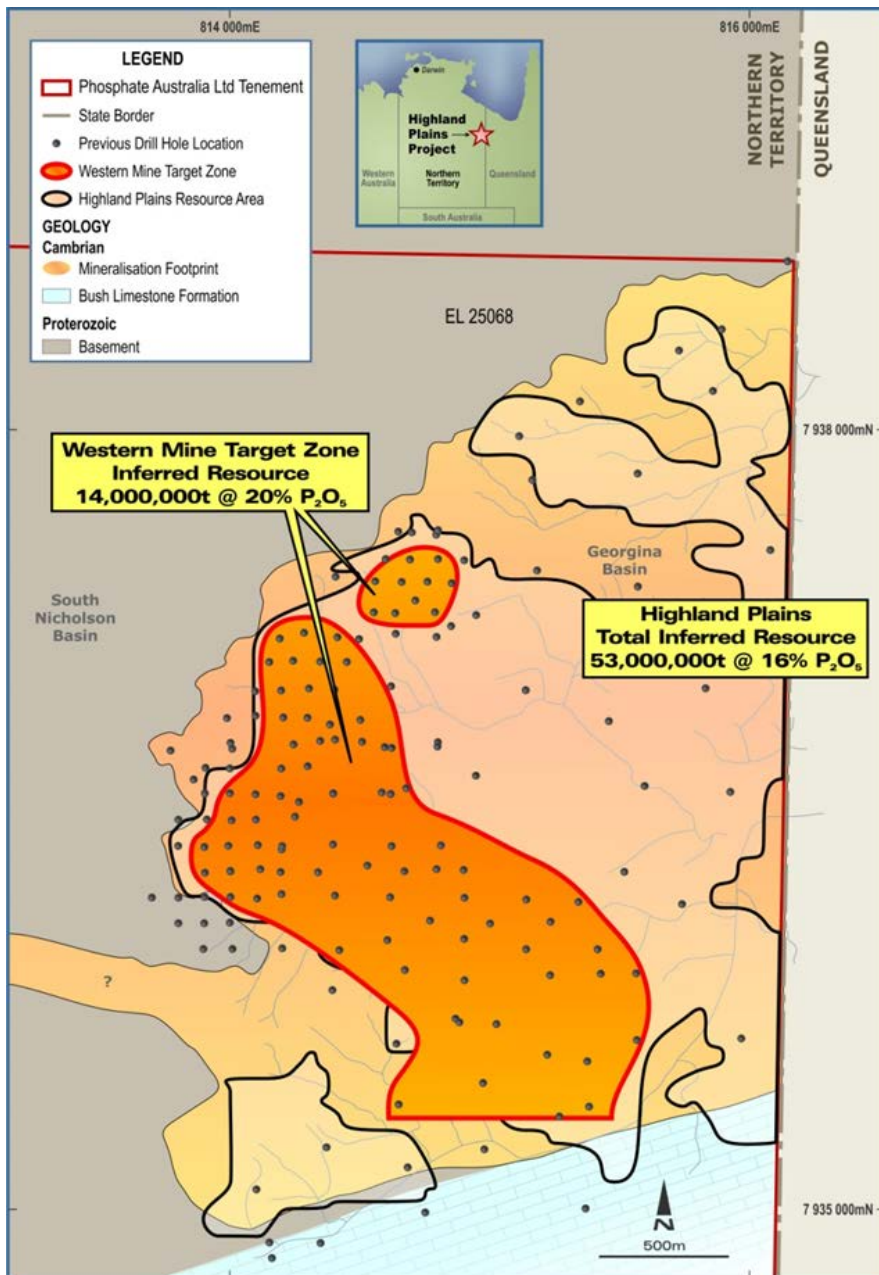 814 000mE
816 000mE
LEGEND
Phosphate Australia Ltd Tenement
State Border
Previous Drill Hole Location
Western Mine Target Zone
Highland Plains Resource Area
GEOLOGY
Cambrian
Mineralisation Footprint
Bush Limestone Formation
Proterozoic
Basement
Darwin
Highland
Plains
Project
Western
Australia
Northern
Territory
Queensland
South Australia
NORTHERN
TERRITORY
QUEENSLAND
EL 25068
7 938 000mN
Western Mine Target Zone
Inferred Resource
14,000,000t @ 20% P₂O₅
Georgina
Basin
South
Nicholson
Basin
Highland Plains
Total Inferred Resource
53,000,000t @ 16% P₂O₅
?
N
500m
7 935 000mN